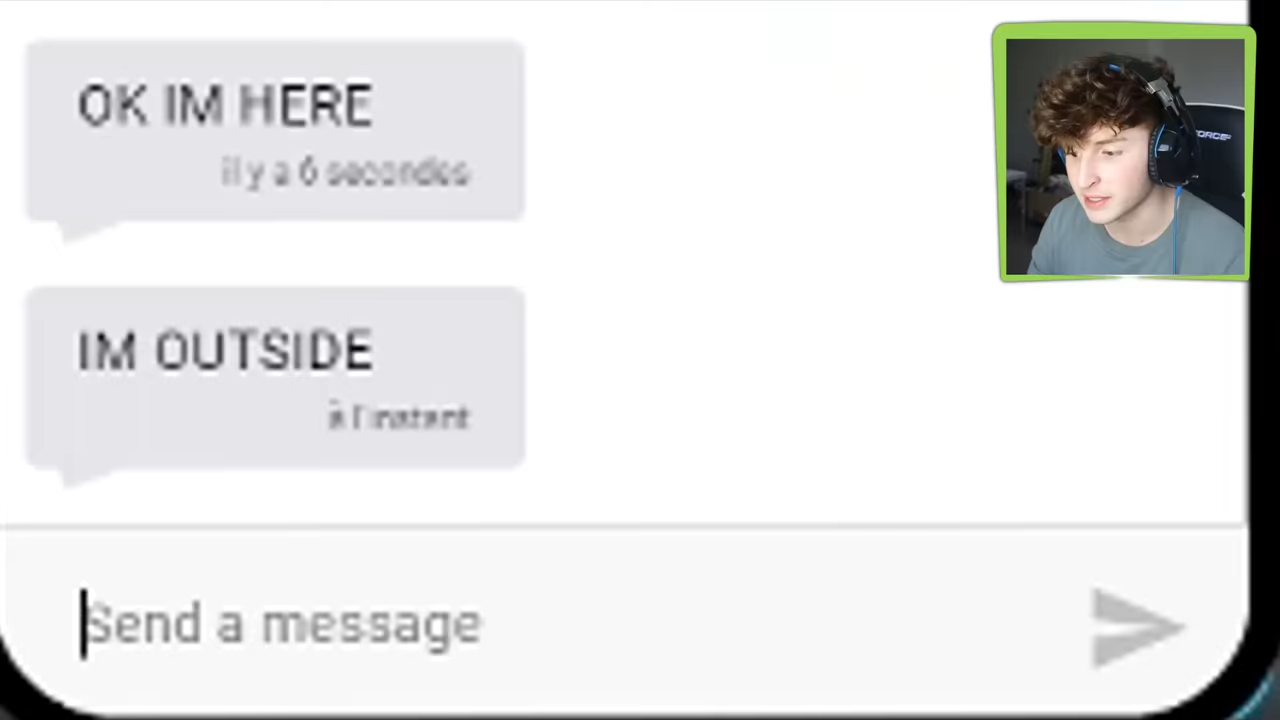 OK IM HERE
il y a 6 secondes
IM OUTSIDE
à l'instant
Send a message